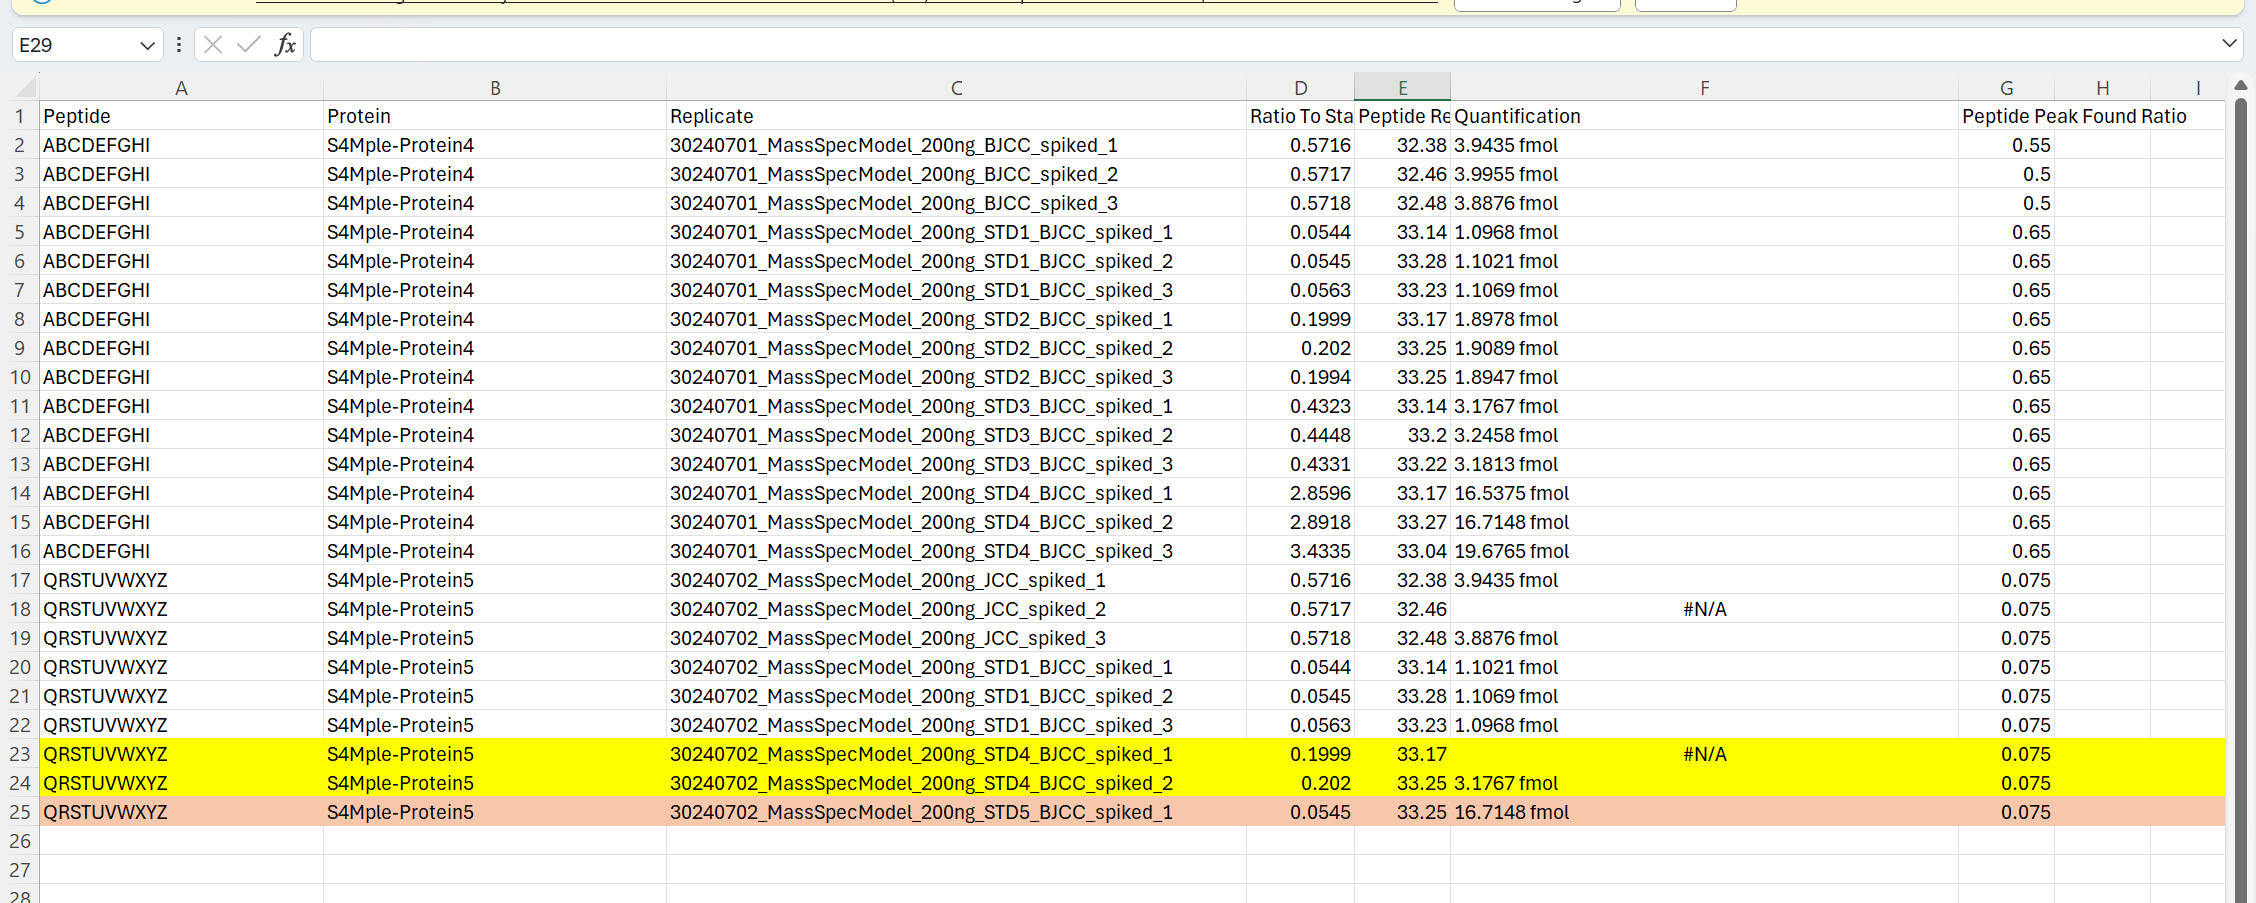 E29 fx
A B C D E F G H I
1 Peptide Protein Replicate Ratio To Sta Peptide Re Quantification Peptide Peak Found Ratio
2 ABCDEFGHI S4Mple-Protein4 30240701_MassSpecModel_200ng_BJCC_spiked_1 0.5716 32.38 3.9435 fmol 0.55
3 ABCDEFGHI S4Mple-Protein4 30240701_MassSpecModel_200ng_BJCC_spiked_2 0.5717 32.46 3.9955 fmol 0.5
4 ABCDEFGHI S4Mple-Protein4 30240701_MassSpecModel_200ng_BJCC_spiked_3 0.5718 32.48 3.8876 fmol 0.5
5 ABCDEFGHI S4Mple-Protein4 30240701_MassSpecModel_200ng_STD1_BJCC_spiked_1 0.0544 33.14 1.0968 fmol 0.65
6 ABCDEFGHI S4Mple-Protein4 30240701_MassSpecModel_200ng_STD1_BJCC_spiked_2 0.0545 33.28 1.1021 fmol 0.65
7 ABCDEFGHI S4Mple-Protein4 30240701_MassSpecModel_200ng_STD1_BJCC_spiked_3 0.0563 33.23 1.1069 fmol 0.65
8 ABCDEFGHI S4Mple-Protein4 30240701_MassSpecModel_200ng_STD2_BJCC_spiked_1 0.1999 33.17 1.8978 fmol 0.65
9 ABCDEFGHI S4Mple-Protein4 30240701_MassSpecModel_200ng_STD2_BJCC_spiked_2 0.202 33.25 1.9089 fmol 0.65
10 ABCDEFGHI S4Mple-Protein4 30240701_MassSpecModel_200ng_STD2_BJCC_spiked_3 0.1994 33.25 1.8947 fmol 0.65
11 ABCDEFGHI S4Mple-Protein4 30240701_MassSpecModel_200ng_STD3_BJCC_spiked_1 0.4323 33.14 3.1767 fmol 0.65
12 ABCDEFGHI S4Mple-Protein4 30240701_MassSpecModel_200ng_STD3_BJCC_spiked_2 0.4448 33.2 3.2458 fmol 0.65
13 ABCDEFGHI S4Mple-Protein4 30240701_MassSpecModel_200ng_STD3_BJCC_spiked_3 0.4331 33.22 3.1813 fmol 0.65
14 ABCDEFGHI S4Mple-Protein4 30240701_MassSpecModel_200ng_STD4_BJCC_spiked_1 2.8596 33.17 16.5375 fmol 0.65
15 ABCDEFGHI S4Mple-Protein4 30240701_MassSpecModel_200ng_STD4_BJCC_spiked_2 2.8918 33.27 16.7148 fmol 0.65
16 ABCDEFGHI S4Mple-Protein4 30240701_MassSpecModel_200ng_STD4_BJCC_spiked_3 3.4335 33.04 19.6765 fmol 0.65
17 QRSTUVWXYZ S4Mple-Protein5 30240702_MassSpecModel_200ng_JCC_spiked_1 0.5716 32.38 3.9435 fmol 0.075
18 QRSTUVWXYZ S4Mple-Protein5 30240702_MassSpecModel_200ng_JCC_spiked_2 0.5717 32.46 #N/A 0.075
19 QRSTUVWXYZ S4Mple-Protein5 30240702_MassSpecModel_200ng_JCC_spiked_3 0.5718 32.48 3.8876 fmol 0.075
20 QRSTUVWXYZ S4Mple-Protein5 30240702_MassSpecModel_200ng_STD1_BJCC_spiked_1 0.0544 33.14 1.1021 fmol 0.075
21 QRSTUVWXYZ S4Mple-Protein5 30240702_MassSpecModel_200ng_STD1_BJCC_spiked_2 0.0545 33.28 1.1069 fmol 0.075
22 QRSTUVWXYZ S4Mple-Protein5 30240702_MassSpecModel_200ng_STD1_BJCC_spiked_3 0.0563 33.23 1.0968 fmol 0.075
23 QRSTUVWXYZ S4Mple-Protein5 30240702_MassSpecModel_200ng_STD4_BJCC_spiked_1 0.1999 33.17 #N/A 0.075
24 QRSTUVWXYZ S4Mple-Protein5 30240702_MassSpecModel_200ng_STD4_BJCC_spiked_2 0.202 33.25 3.1767 fmol 0.075
25 QRSTUVWXYZ S4Mple-Protein5 30240702_MassSpecModel_200ng_STD5_BJCC_spiked_1 0.0545 33.25 16.7148 fmol 0.075
26
27
28